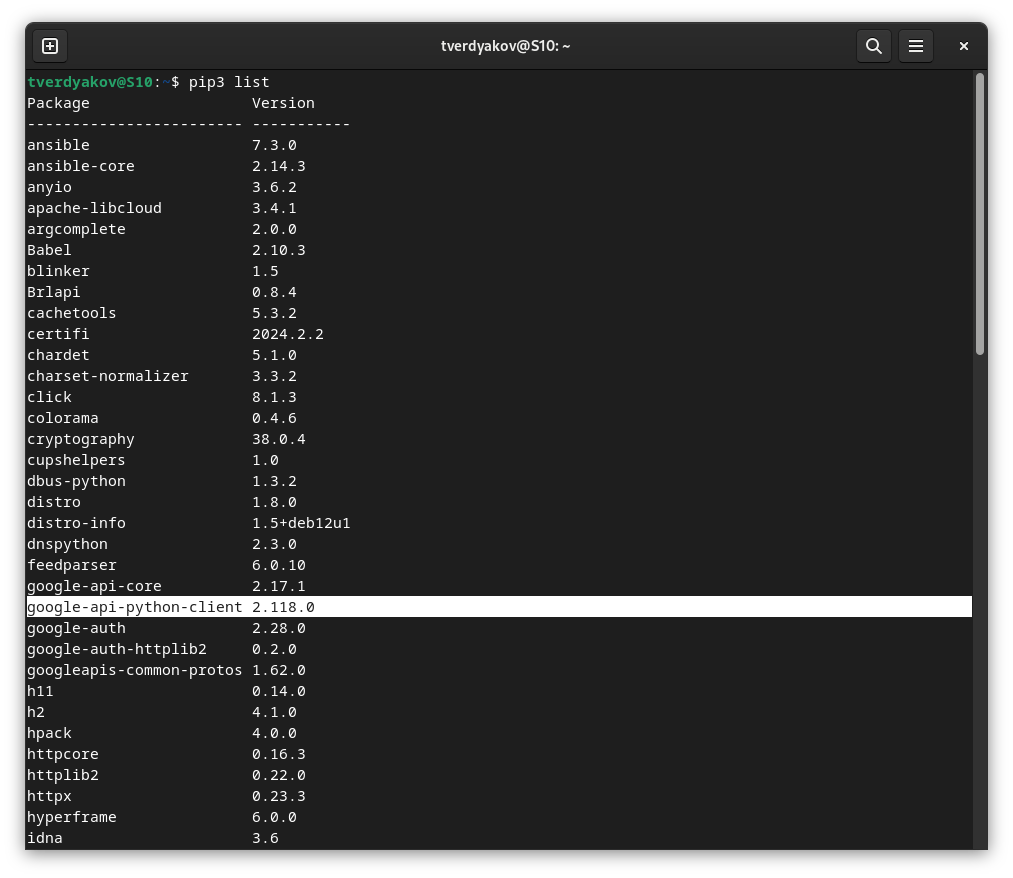 tverdyakov@S10: ~
tverdyakov@S10:~$ pip3 list
Package                  Version
------------------------ -----------
ansible                  7.3.0
ansible-core             2.14.3
anyio                    3.6.2
apache-libcloud          3.4.1
argcomplete              2.0.0
Babel                    2.10.3
blinker                  1.5
Brlapi                   0.8.4
cachetools               5.3.2
certifi                  2024.2.2
chardet                  5.1.0
charset-normalizer       3.3.2
click                    8.1.3
colorama                 0.4.6
cryptography             38.0.4
cupshelpers              1.0
dbus-python              1.3.2
distro                   1.8.0
distro-info              1.5+deb12u1
dnspython                2.3.0
feedparser               6.0.10
google-api-core          2.17.1
google-api-python-client 2.118.0
google-auth              2.28.0
google-auth-httplib2     0.2.0
googleapis-common-protos 1.62.0
h11                      0.14.0
h2                       4.1.0
hpack                    4.0.0
httpcore                 0.16.3
httplib2                 0.22.0
httpx                    0.23.3
hyperframe               6.0.0
idna                     3.6